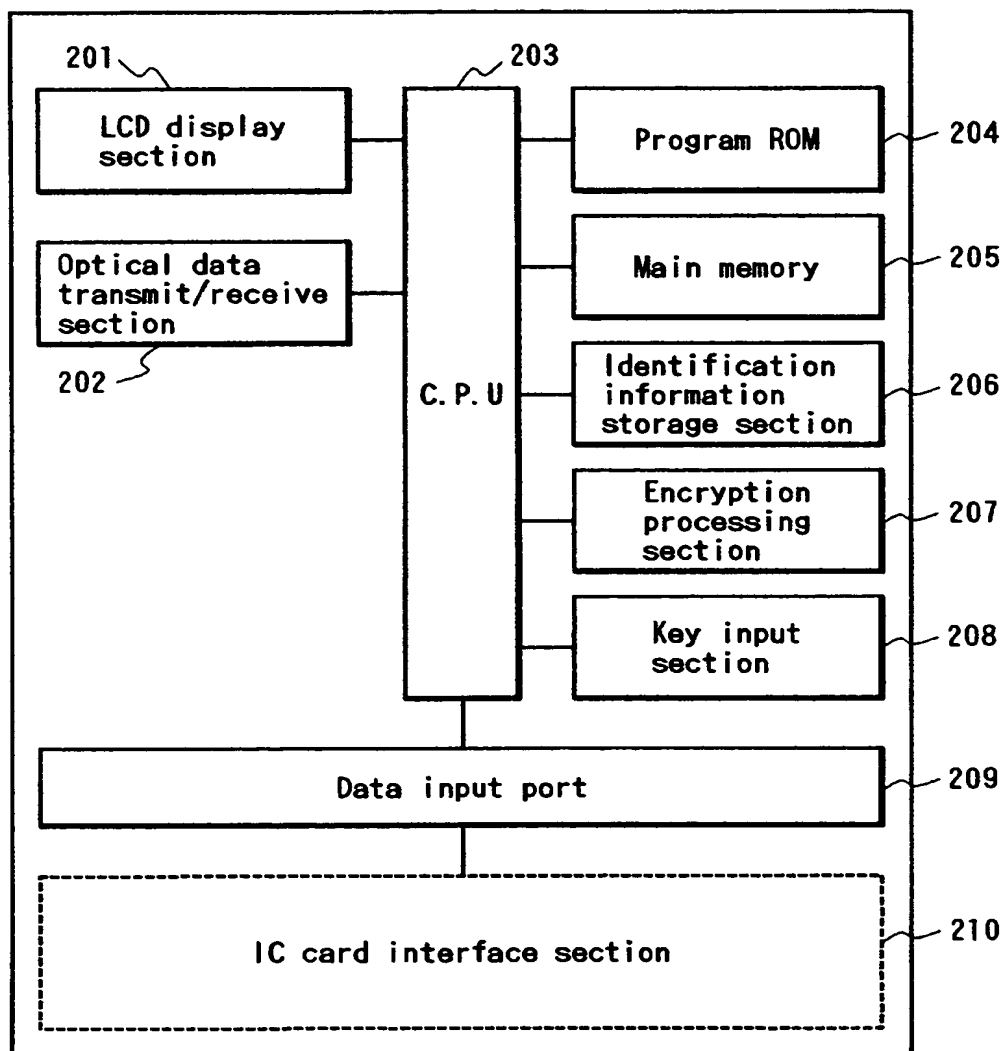 201
203
LCD display
section
Program ROM
204
Optical data
transmit/receive
section
202
Main memory
205
C.P.U
Identification
information
storage section
206
Encryption
processing
section
207
Key input
section
208
Data input port
209
IC card interface section
210